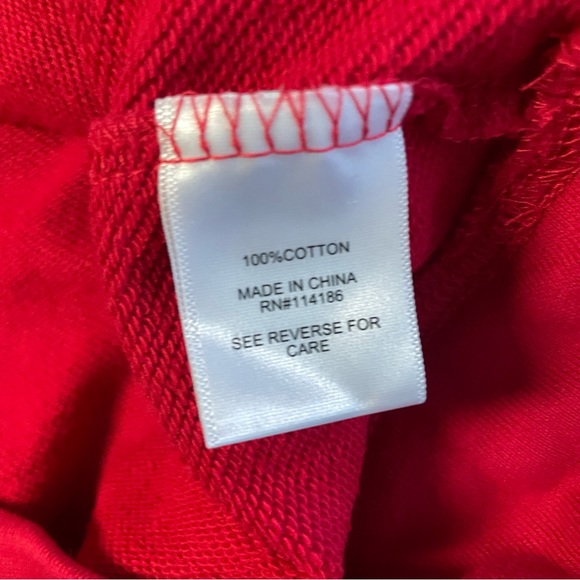 100%COTTON
MADE IN CHINA
RN#114186
SEE REVERSE FOR
CARE